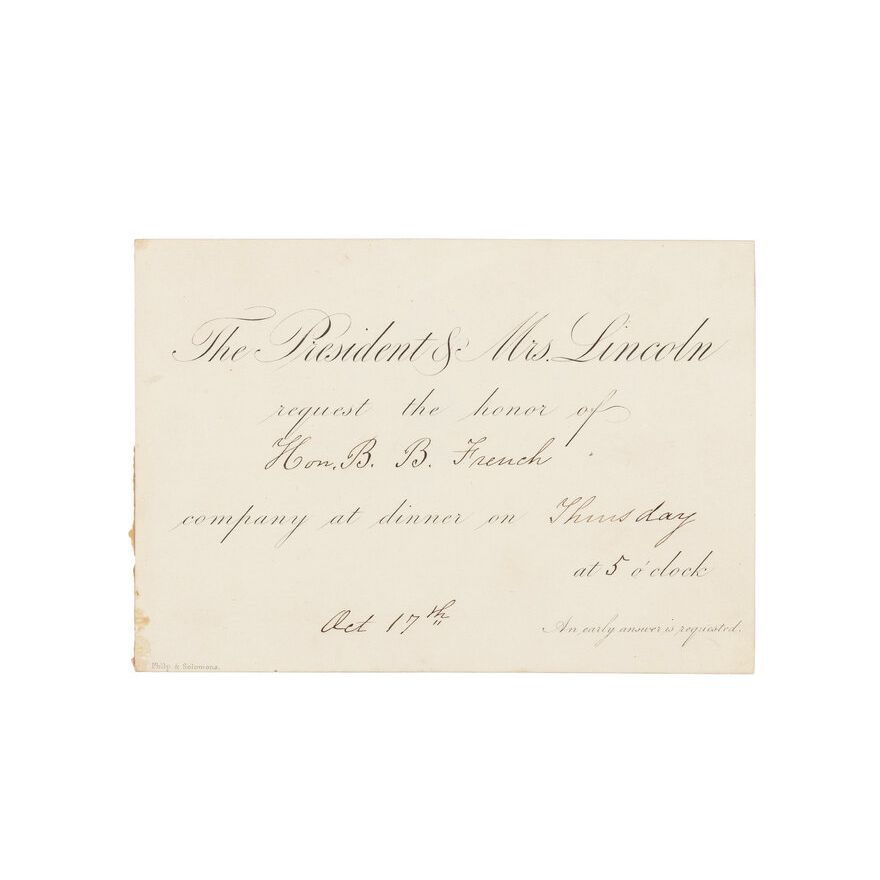 The President & Mrs. Lincoln
request the honor of
Hon. B. B. French
company at dinner on Thursday
at 5 o'clock
Oct 17th
An early answer is requested.
Philp & Solomons.